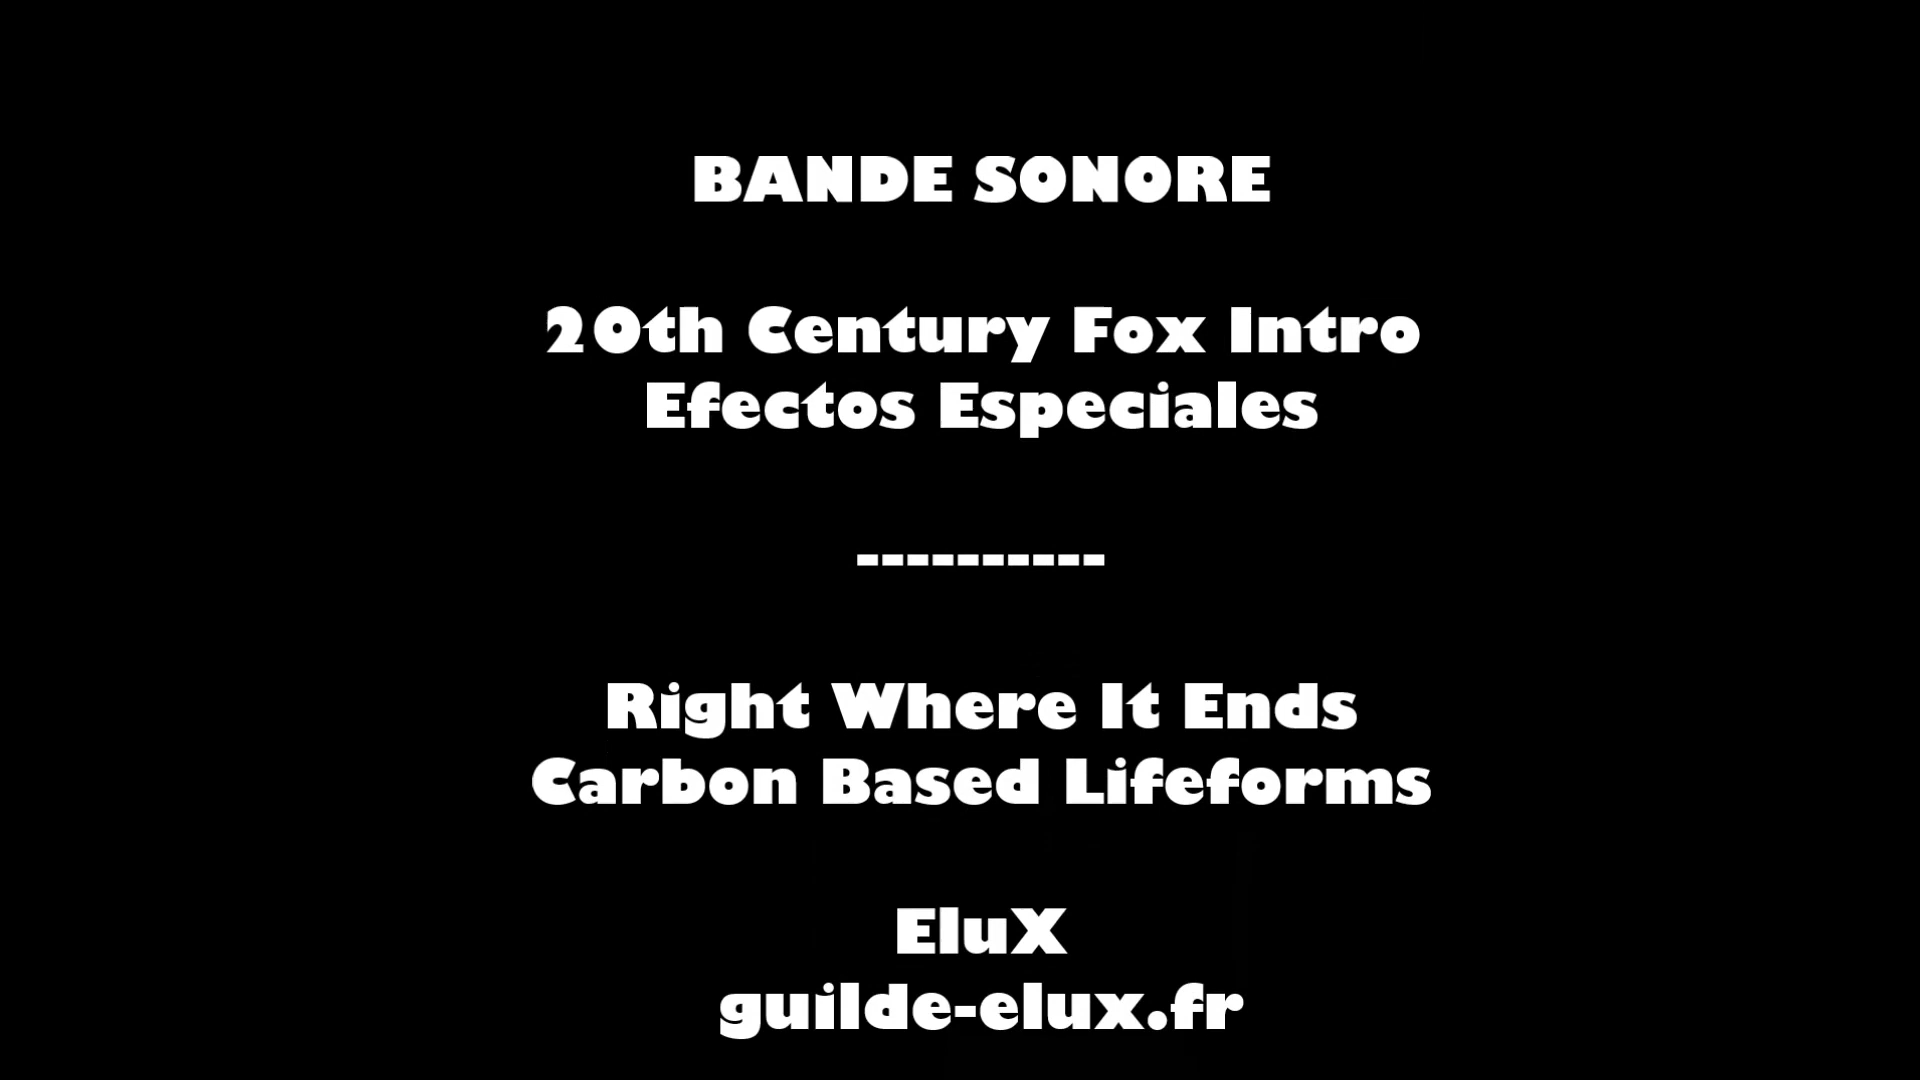 BANDE SONORE
20th Century Fox Intro
Efectos Especiales
----------
Right Where It Ends
Carbon Based Lifeforms
EluX
guilde-elux.fr